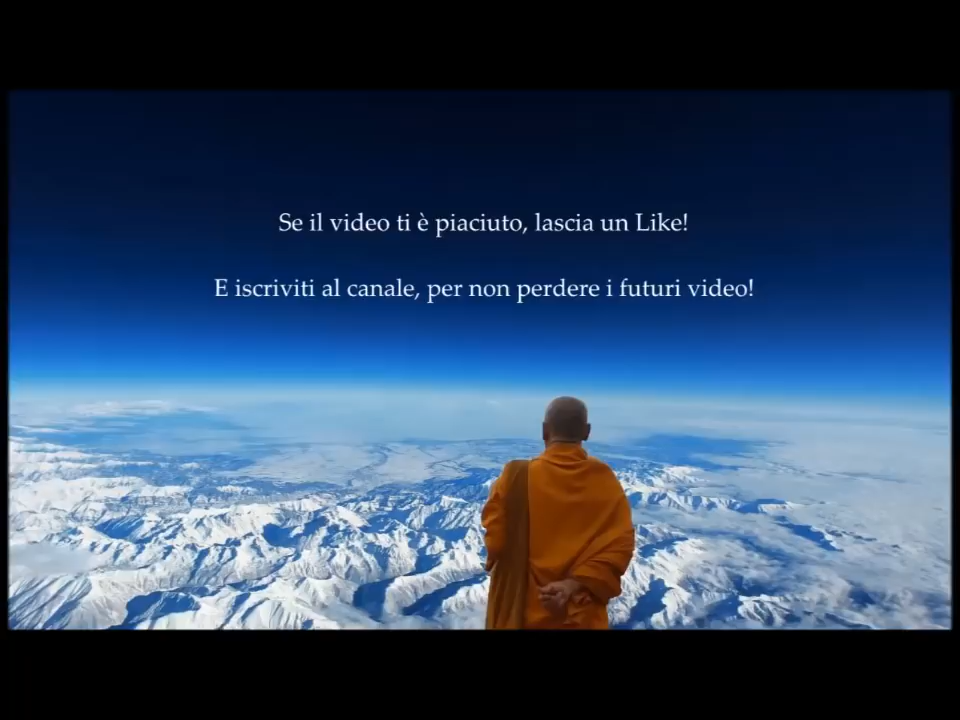 Se il video ti è piaciuto, lascia un Like!
E iscriviti al canale, per non perdere i futuri video!